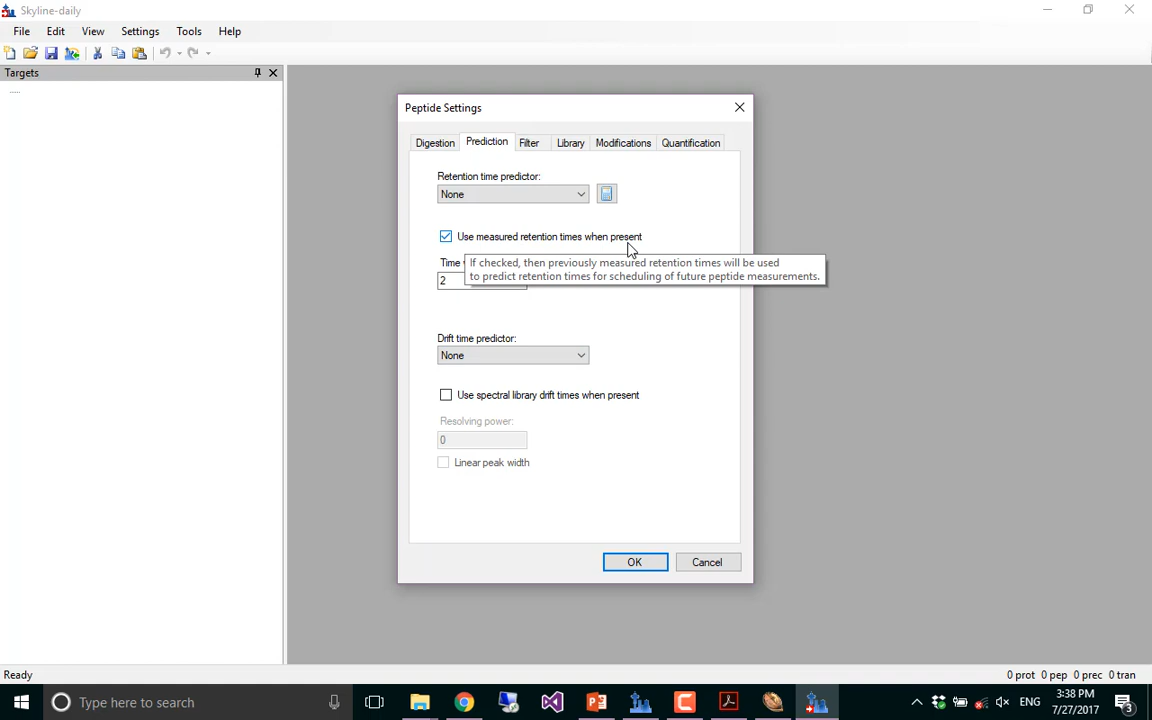 Skyline-daily
File Edit View Settings Tools Help
Targets
Peptide Settings
Digestion Prediction Filter Library Modifications Quantification
Retention time predictor:
None
Use measured retention times when present
If checked, then previously measured retention times will be used
to predict retention times for scheduling of future peptide measurements.
Time
2
Drift time predictor:
None
Use spectral library drift times when present
Resolving power:
0
Linear peak width
OK Cancel
Ready 0 prot 0 pep 0 prec 0 tran
Type here to search
ENG
3:38 PM
7/27/2017
3